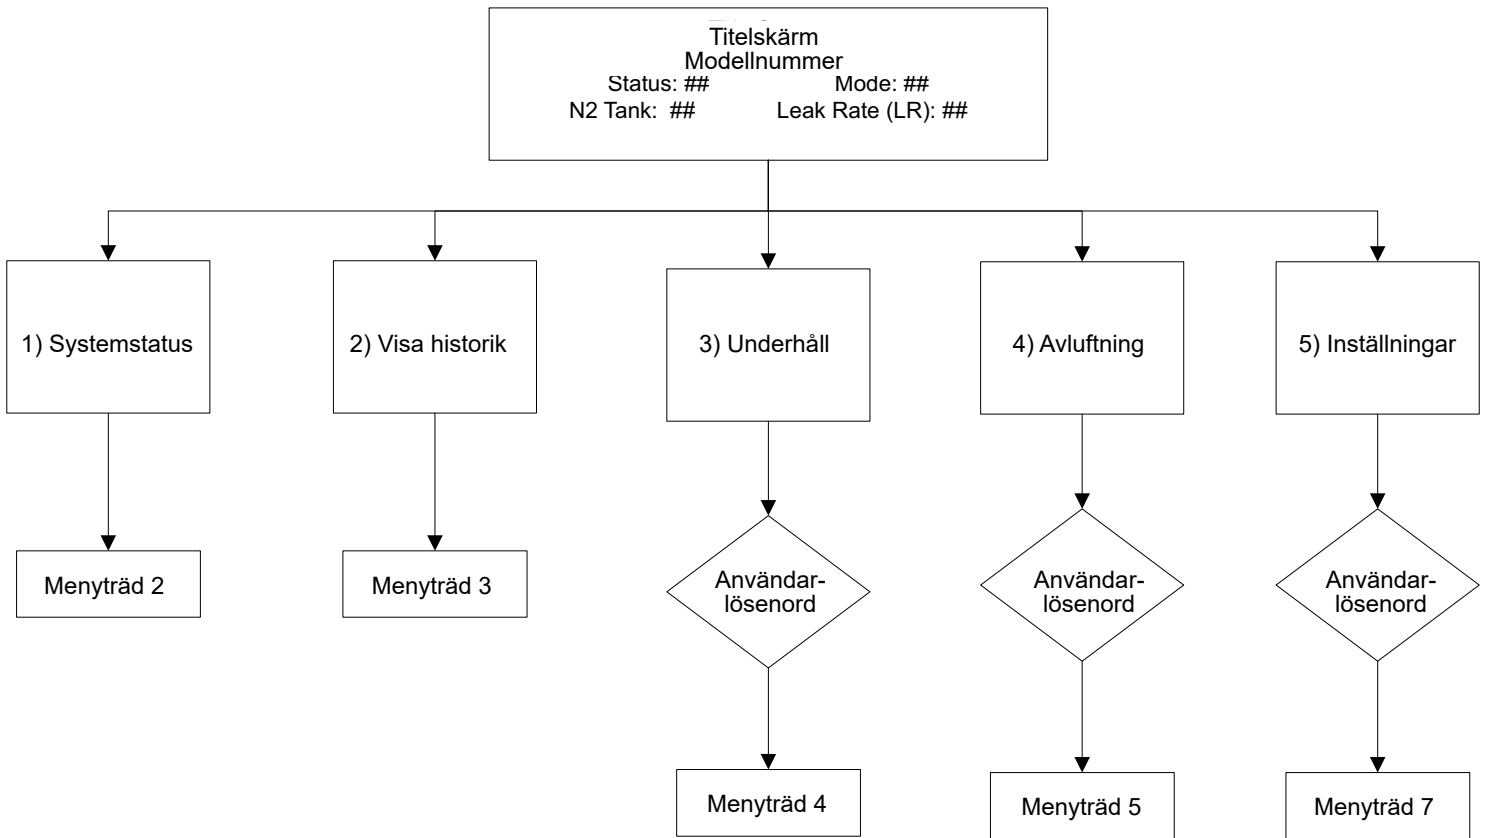 Titelskärm
Modellnummer
Status: ## Mode: ##
N2 Tank: ## Leak Rate (LR): ##
1) Systemstatus
2) Visa historik
3) Underhåll
4) Avluftning
5) Inställningar
Menyträd 2
Menyträd 3
Användar-
lösenord
Användar-
lösenord
Användar-
lösenord
Menyträd 4
Menyträd 5
Menyträd 7